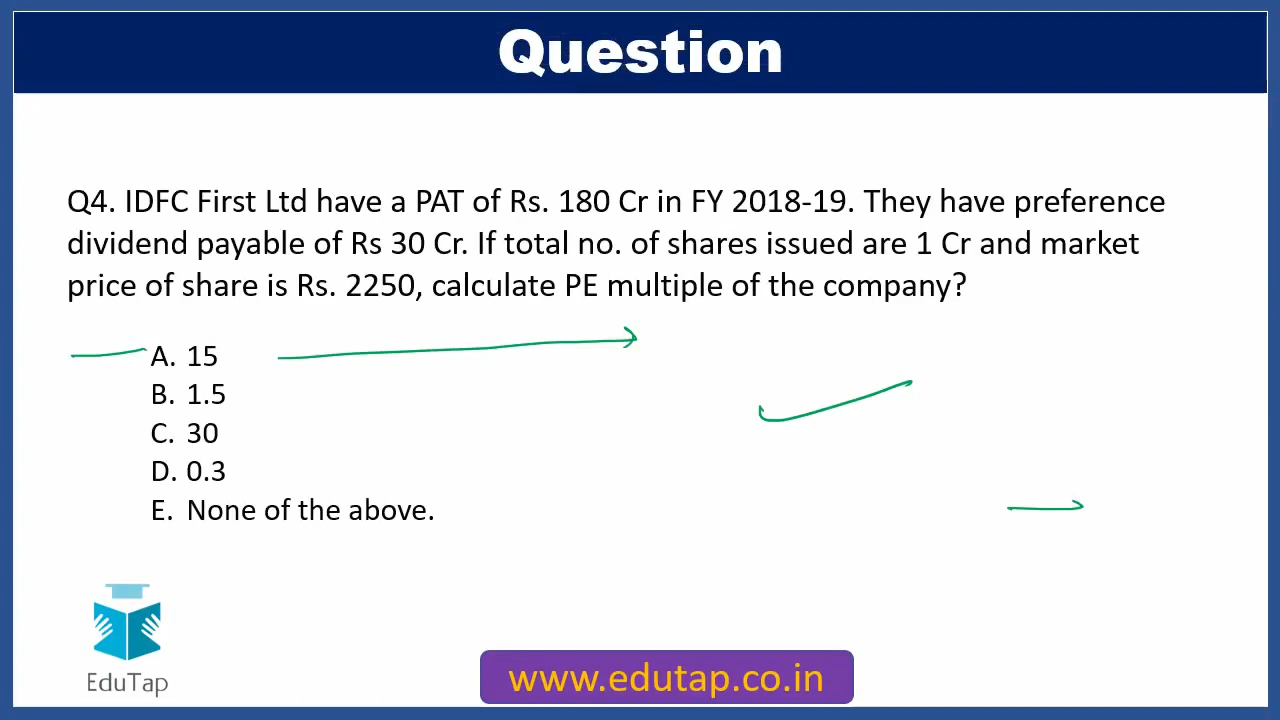 Question
Q4. IDFC First Ltd have a PAT of Rs. 180 Cr in FY 2018-19. They have preference
dividend payable of Rs 30 Cr. If total no. of shares issued are 1 Cr and market
price of share is Rs. 2250, calculate PE multiple of the company?
A. 15
B. 1.5
C. 30
D. 0.3
E. None of the above.
EduTap
www.edutap.co.in